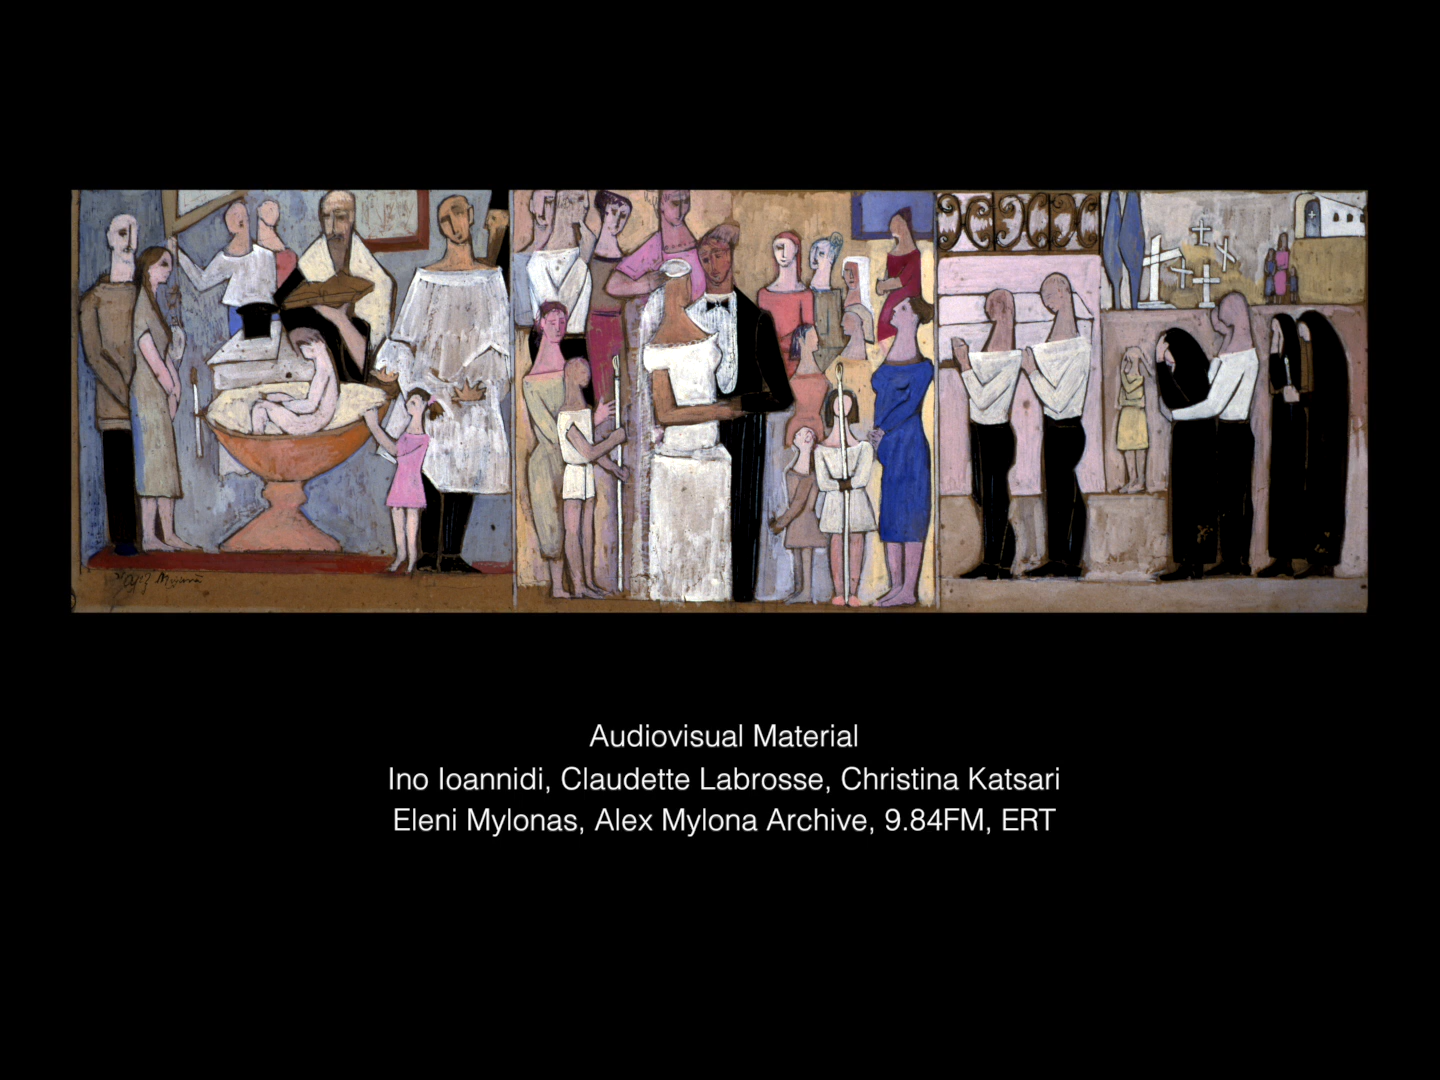 Audiovisual Material
Ino Ioannidi, Claudette Labrosse, Christina Katsari
Eleni Mylonas, Alex Mylona Archive, 9.84FM, ERT